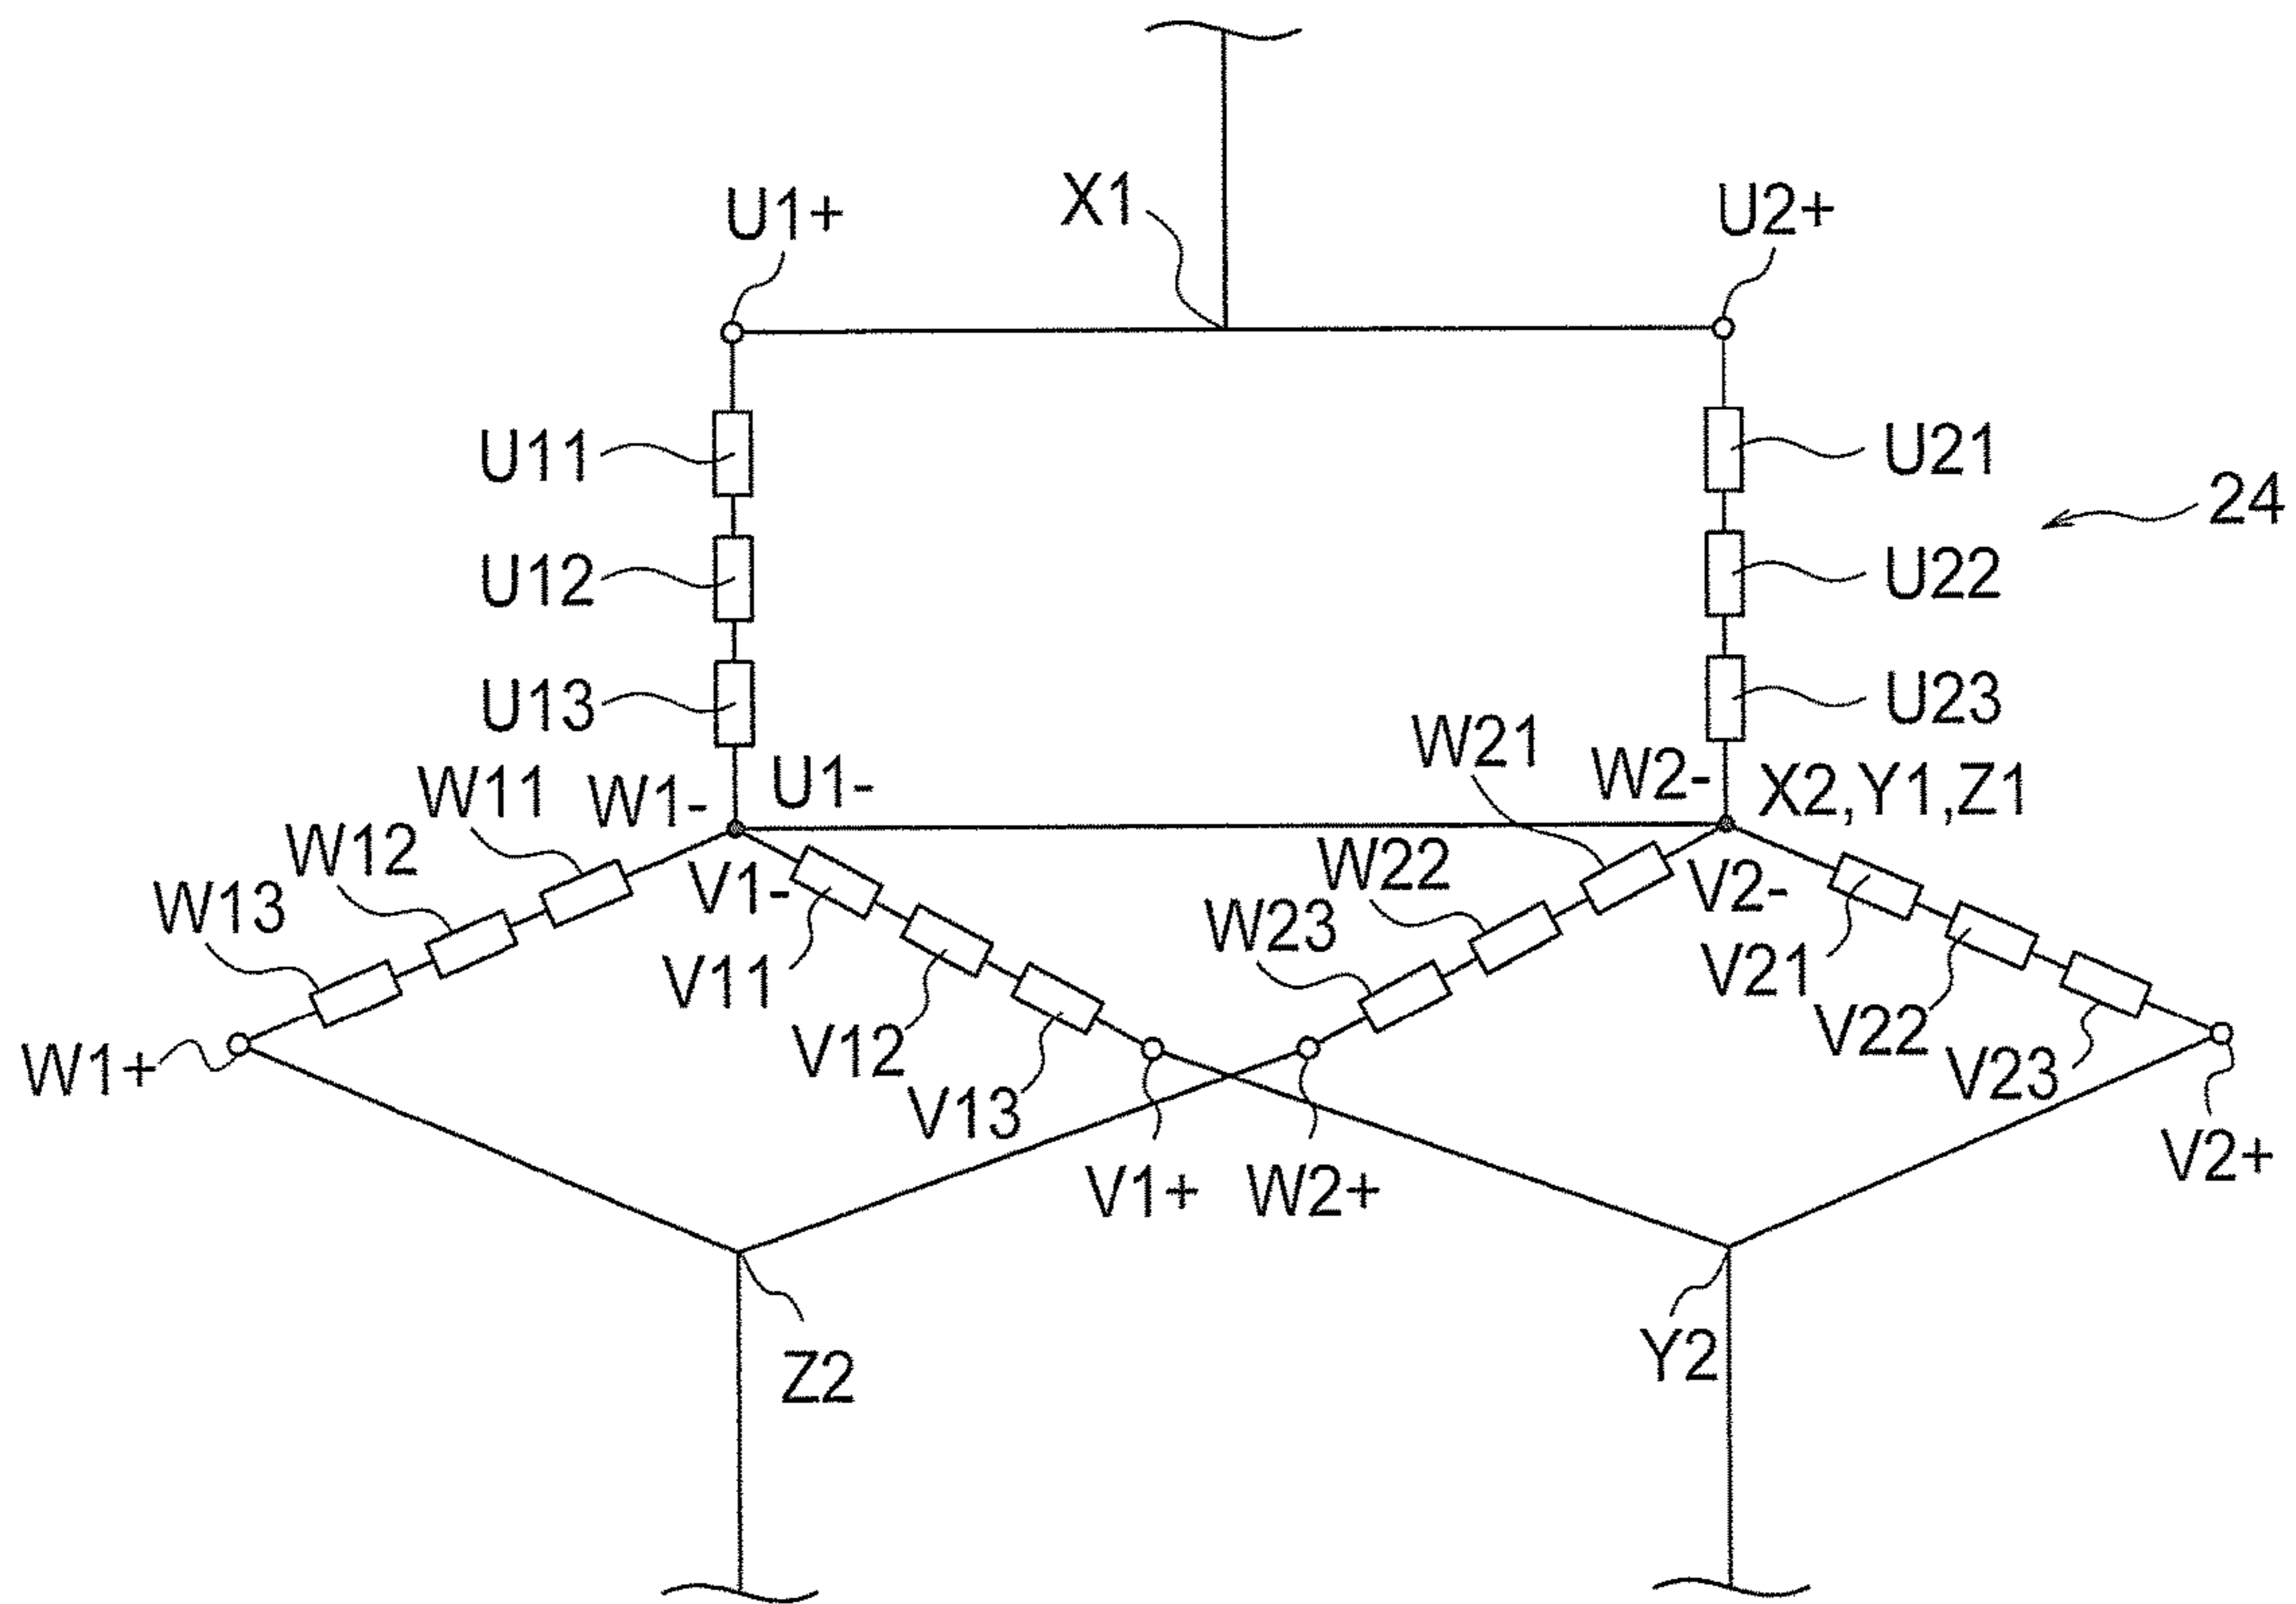 X1
U1+
U2+
U11
U21
24
U12
U22
U13
U23
W21
W11
W1-
U1-
W2-
X2,Y1,Z1
W12
W22
W13
V1-
V2-
W23
V11
V21
V12
V22
W1+
V23
V13
V1+
W2+
V2+
Z2
Y2